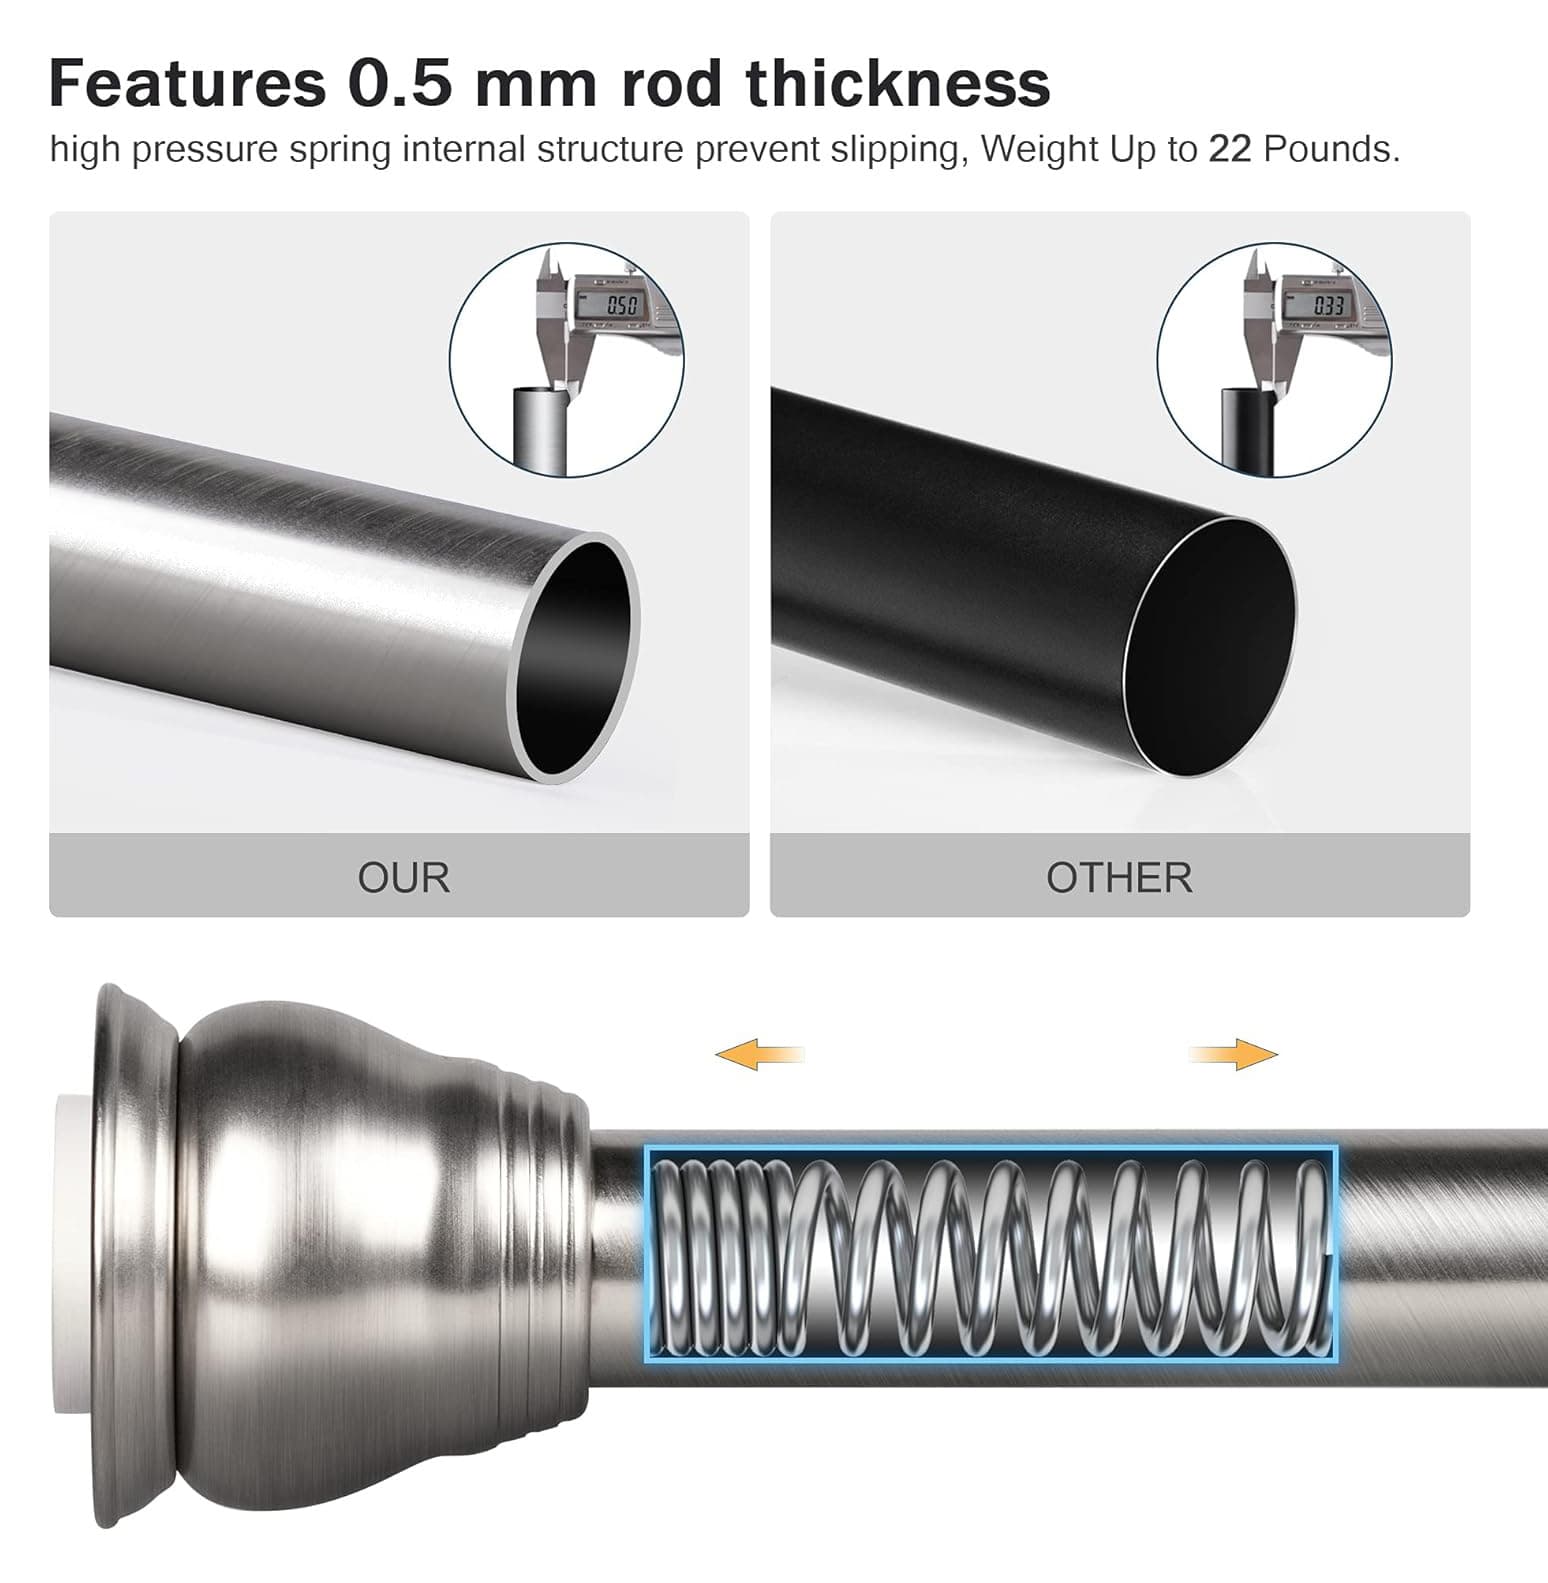 Features 0.5 mm rod thickness
high pressure spring internal structure prevent slipping, Weight Up to 22 Pounds.
0.50
0.33
OUR
OTHER